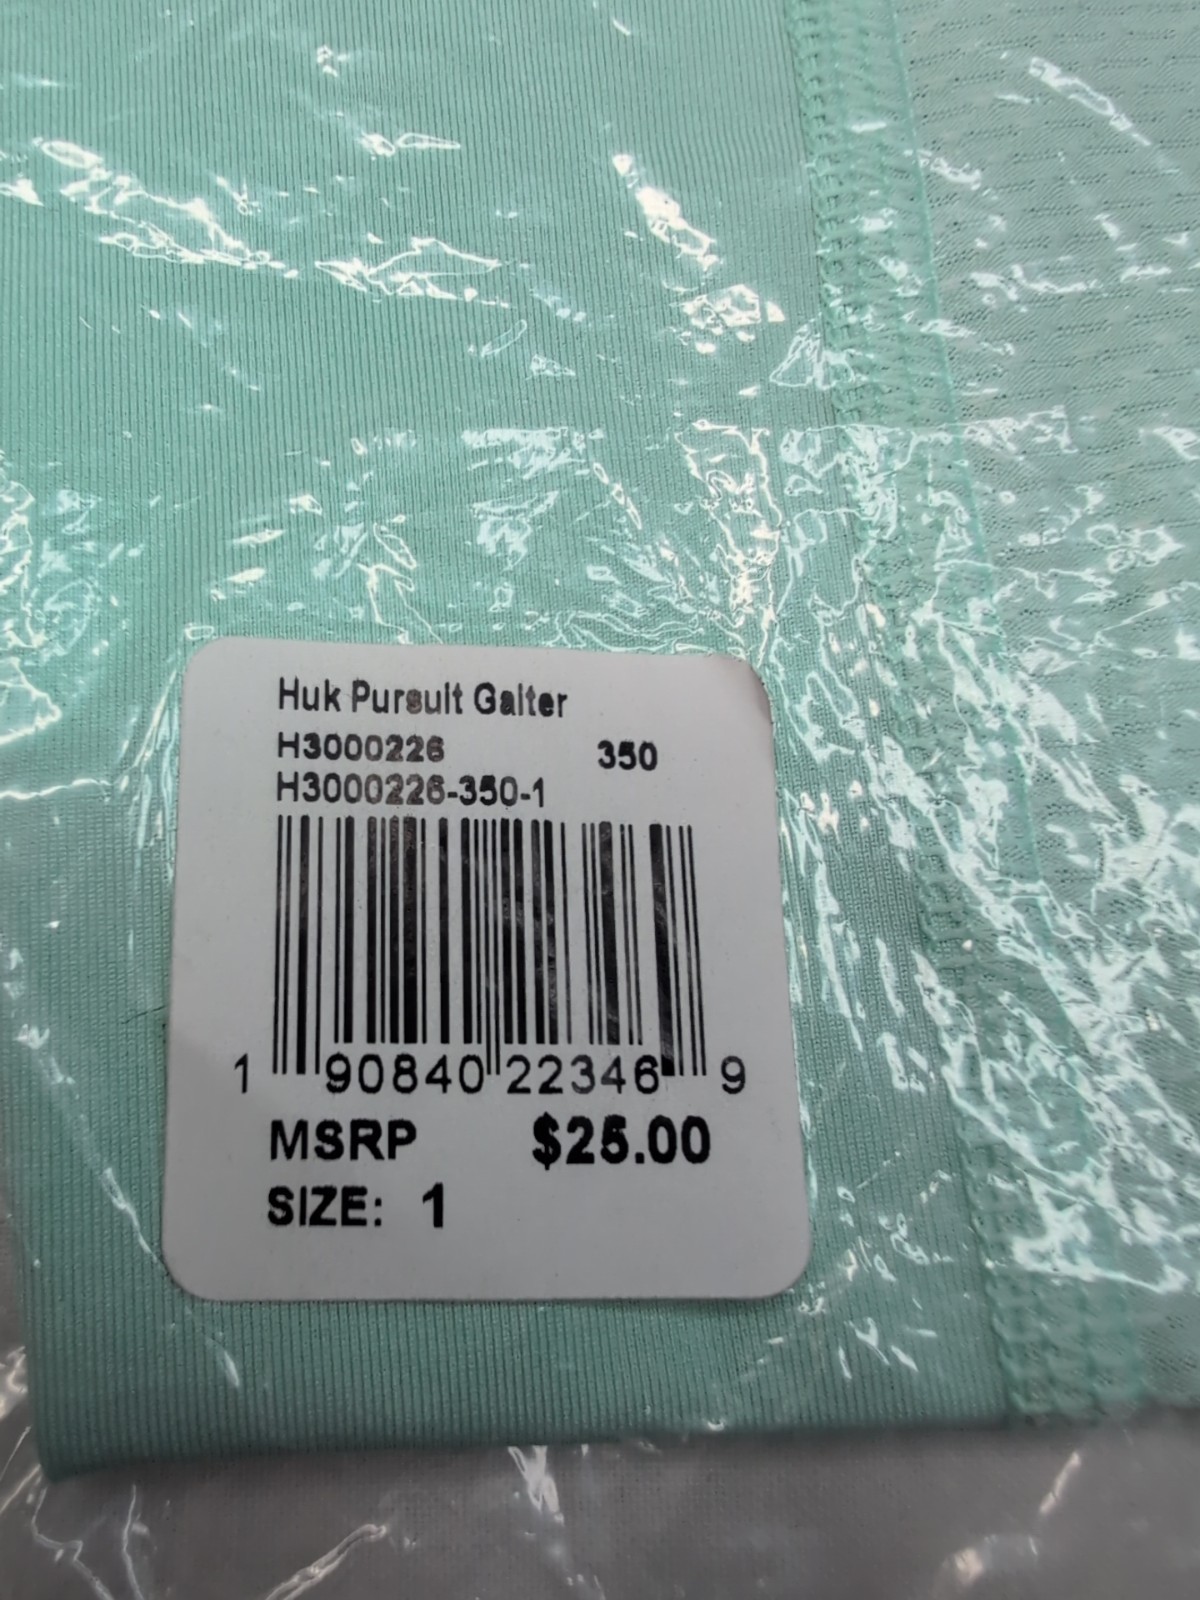 Huk Pursuit Gaiter
H3000226 350
H3000226-350-1
1 90840 22346 9
MSRP $25.00
SIZE: 1